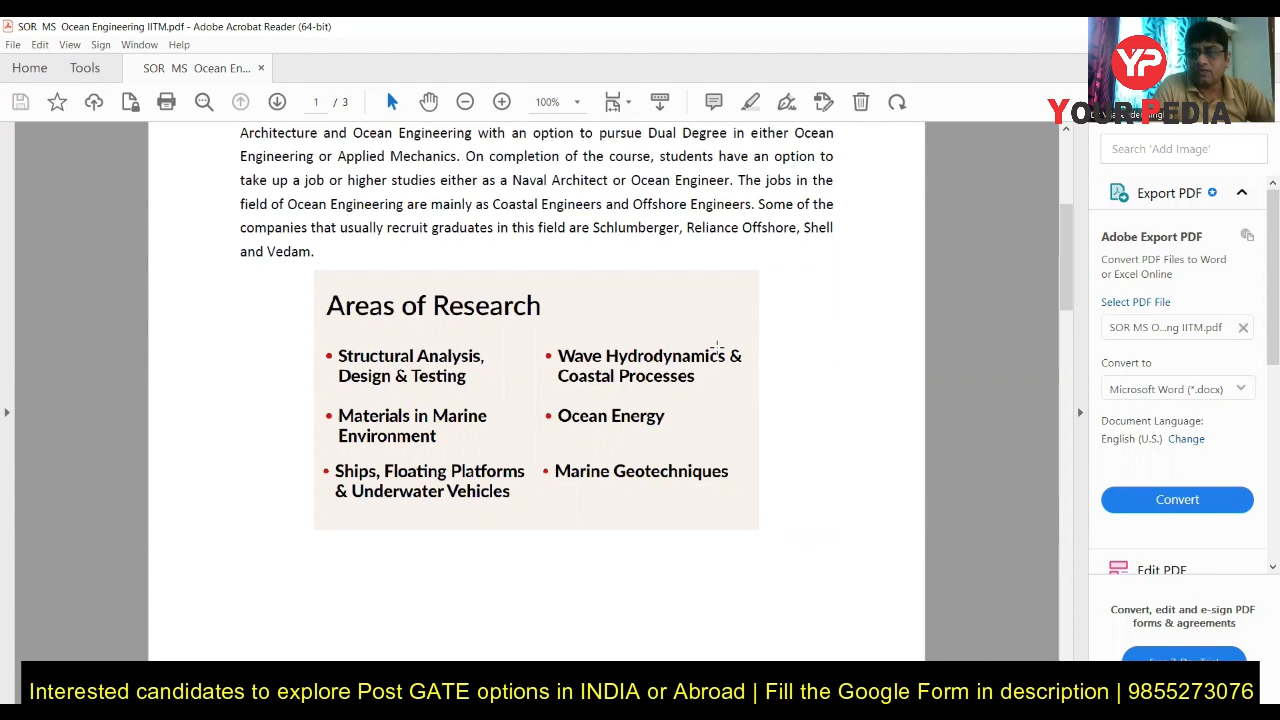 SOR MS Ocean Engineering IITM.pdf - Adobe Acrobat Reader (64-bit)
File Edit View Sign Window Help
Home Tools SOR MS Ocean En... ×
1 / 3 100%
YP
YOUR PEDIA
Architecture and Ocean Engineering with an option to pursue Dual Degree in either Ocean
Engineering or Applied Mechanics. On completion of the course, students have an option to
take up a job or higher studies either as a Naval Architect or Ocean Engineer. The jobs in the
field of Ocean Engineering are mainly as Coastal Engineers and Offshore Engineers. Some of the
companies that usually recruit graduates in this field are Schlumberger, Reliance Offshore, Shell
and Vedam.
Areas of Research
• Structural Analysis,
Design & Testing
• Materials in Marine
Environment
• Ships, Floating Platforms
& Underwater Vehicles
• Wave Hydrodynamics &
Coastal Processes
• Ocean Energy
• Marine Geotechniques
Search 'Add Image'
Export PDF
Adobe Export PDF
Convert PDF Files to Word
or Excel Online
Select PDF File
SOR MS O...ng IITM.pdf
Convert to
Microsoft Word (*.docx)
Document Language:
English (U.S.) Change
Convert
Edit PDF
Convert, edit and e-sign PDF
forms & agreements
Interested candidates to explore Post GATE options in INDIA or Abroad | Fill the Google Form in description | 9855273076